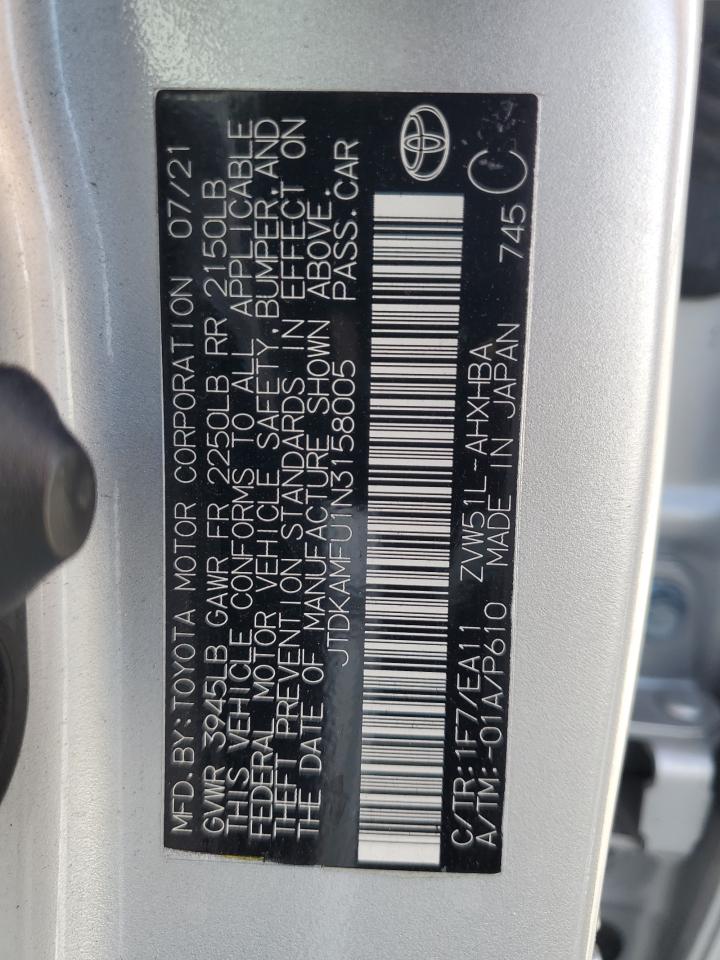 MFD.BY:TOYOTA MOTOR CORPORATION 07/21
GVWR 3945LB GAWR FR 2250LB RR 2150LB
THIS VEHICLE CONFORMS TO ALL APPLICABLE
FEDERAL MOTOR VEHICLE SAFETY,BUMPER,AND
THEFT PREVENTION STANDARDS IN EFFECT ON
THE DATE OF MANUFACTURE SHOWN ABOVE.
JTDKAMFU1N3158005 PASS.CAR
C/TR:1F7/EA11 ZVW51L-AHXHBA 745
A/TM:-01A/P610 MADE IN JAPAN
C